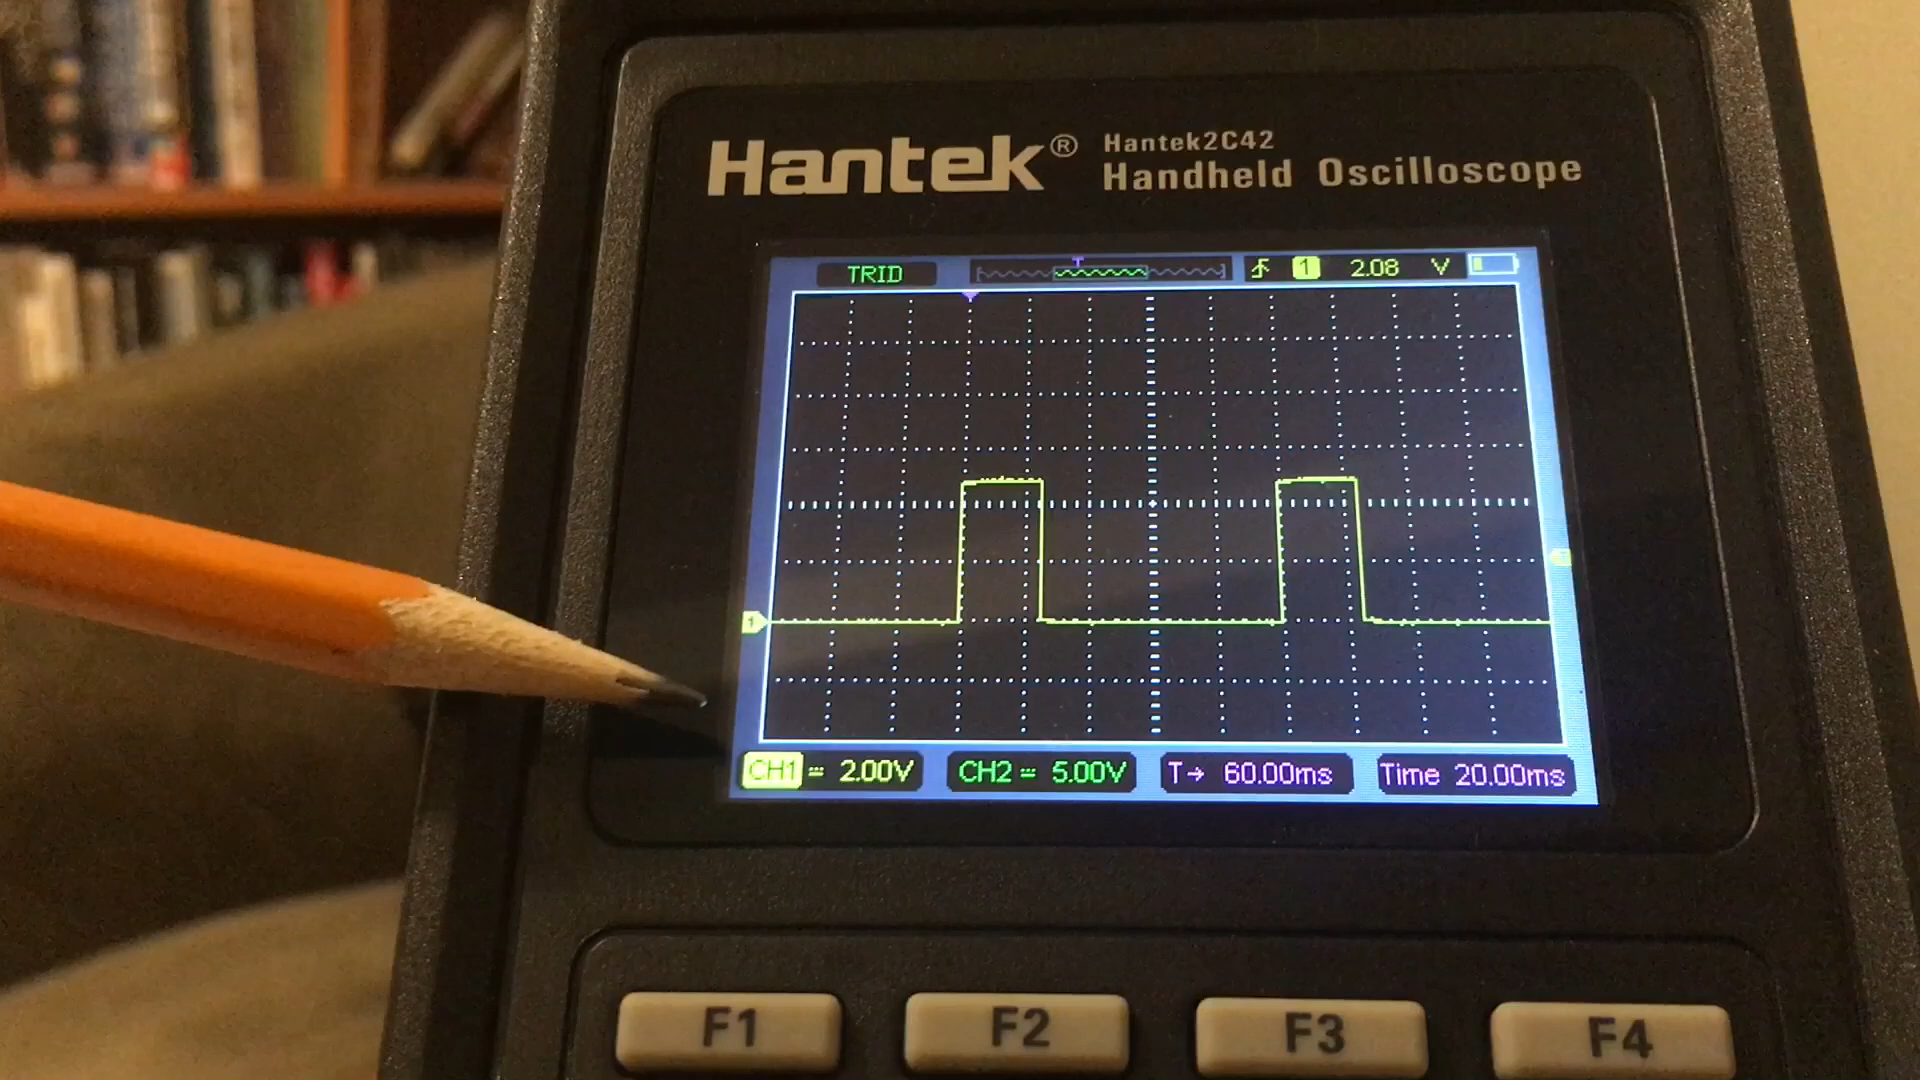 Hantek®
Hantek2C42
Handheld Oscilloscope
TRID
T
1 2.08 V
1
CH1 = 2.00V CH2 = 5.00V T→ 60.00ms Time 20.00ms
F1 F2 F3 F4